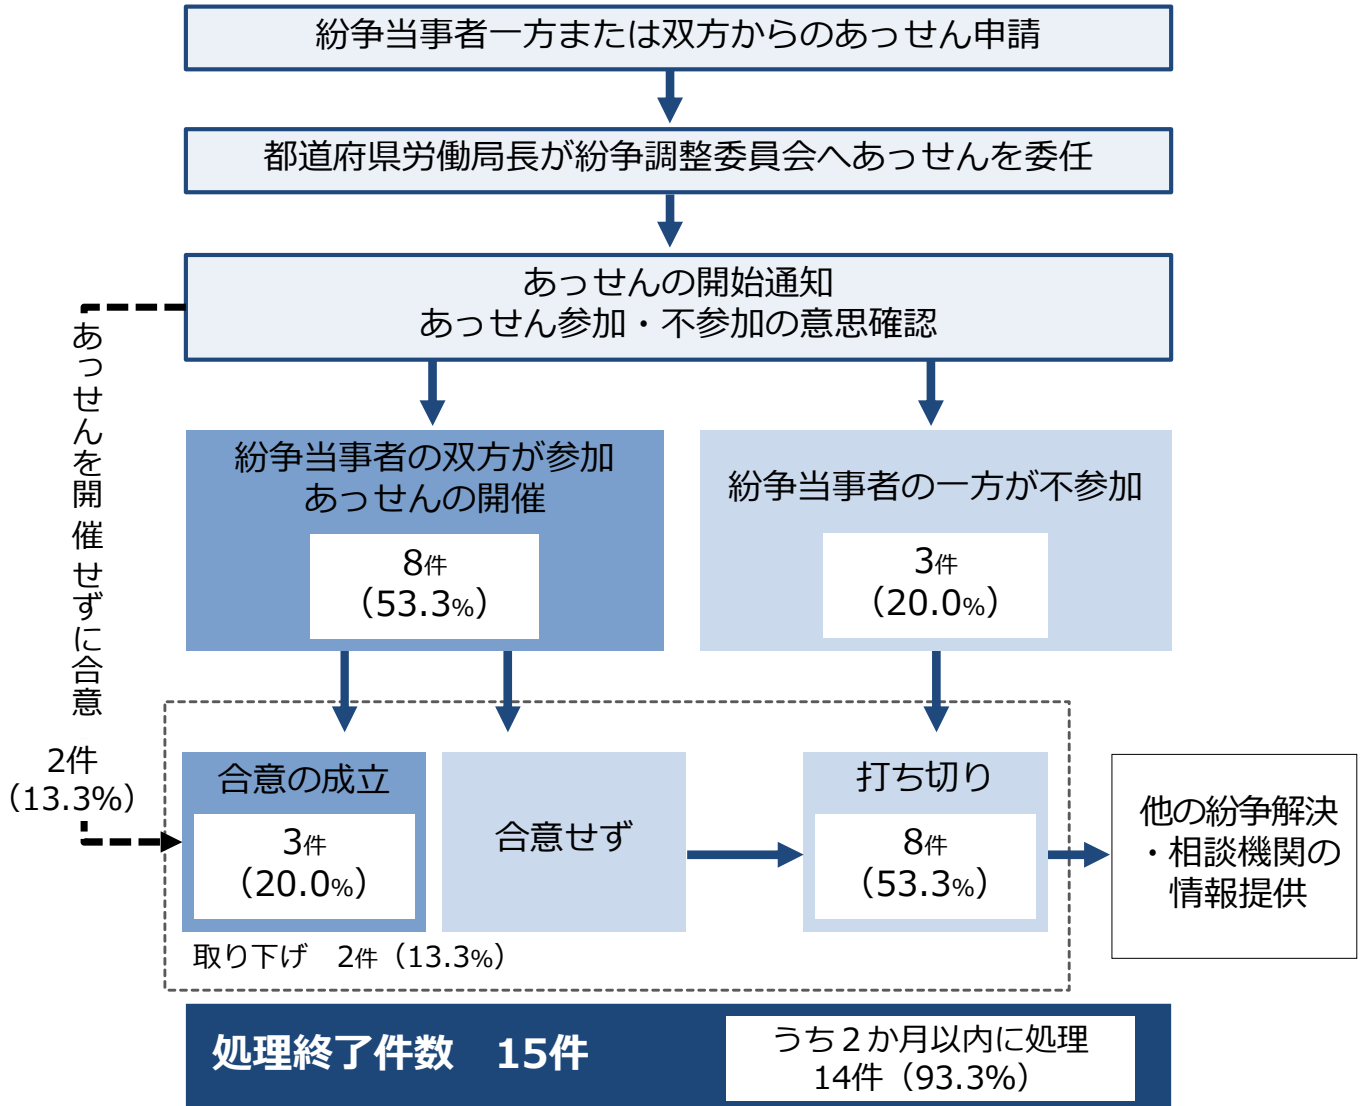 紛争当事者一方または双方からのあっせん申請
都道府県労働局長が紛争調整委員会へあっせんを委任
あっせんの開始通知
あっせん参加・不参加の意思確認
あっせんを開催せずに合意
2件
（13.3%）
紛争当事者の双方が参加
あっせんの開催
8件
（53.3%）
紛争当事者の一方が不参加
3件
（20.0%）
合意の成立
3件
（20.0%）
合意せず
打ち切り
8件
（53.3%）
他の紛争解決
・相談機関の
情報提供
取り下げ　2件（13.3%）
処理終了件数　15件
うち２か月以内に処理
14件（93.3%）